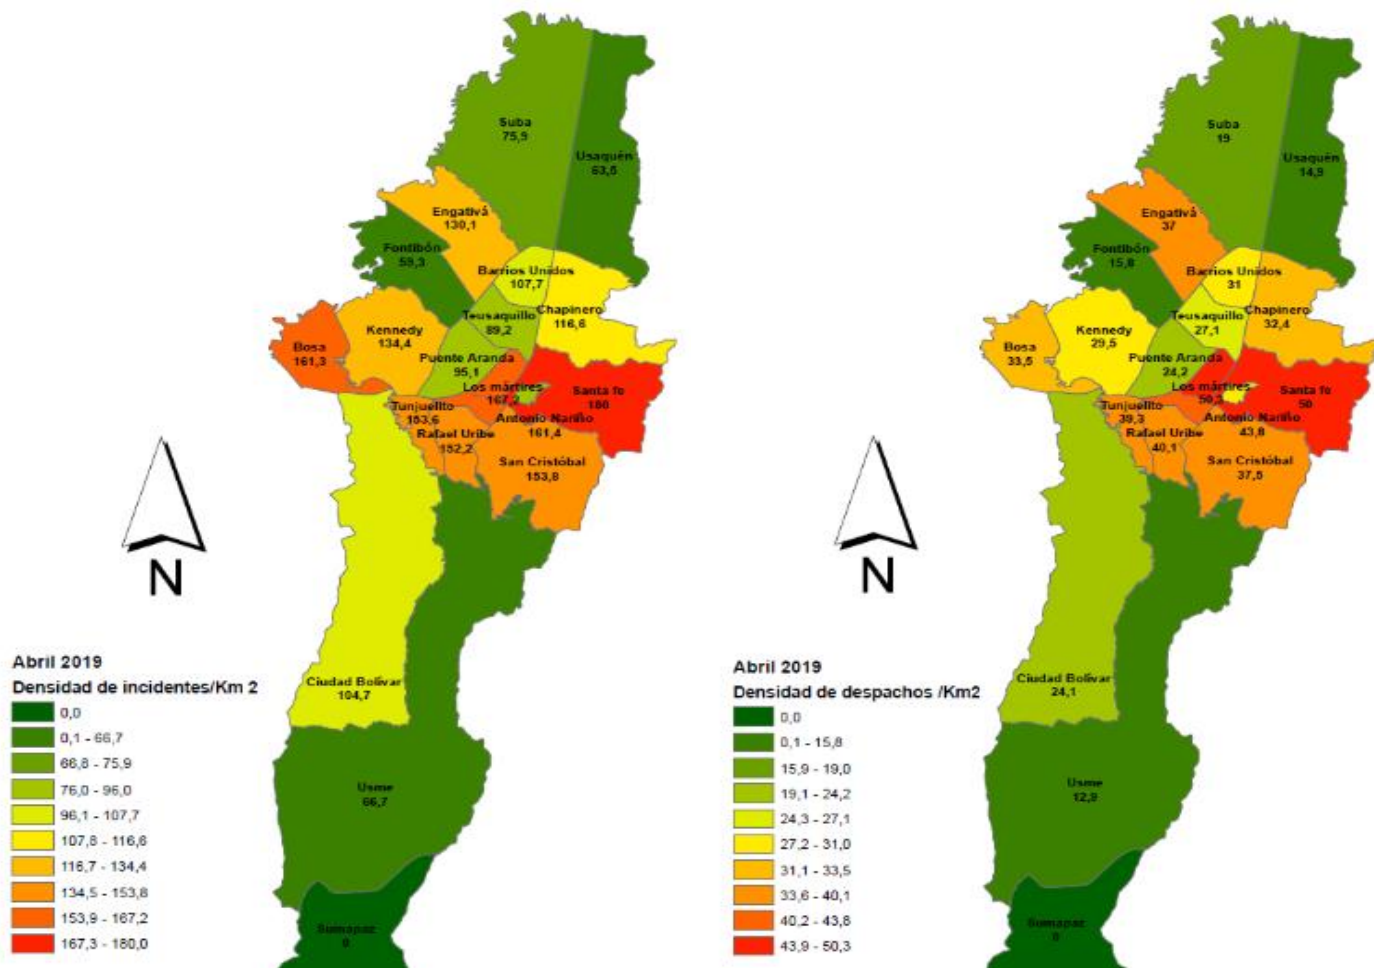 Suba
75,9
Usaquén
63,5
Engativá
130,1
Fontibón
59,3
Barrios Unidos
107,7
Chapinero
116,6
Teusaquillo
89,2
Kennedy
134,4
Bosa
161,3
Puente Aranda
95,1
Los mártires
167,2
Santa fe
180
Tunjuelito
153,6
Antonio Nariño
161,4
Rafael Uribe
152,2
San Cristóbal
153,8
N
Ciudad Bolívar
104,7
Usme
66,7
Sumapaz
0
Abril 2019
Densidad de incidentes/Km 2
0,0
0,1 - 66,7
66,8 - 75,9
76,0 - 96,0
96,1 - 107,7
107,8 - 116,6
116,7 - 134,4
134,5 - 153,8
153,9 - 167,2
167,3 - 180,0
Suba
19
Usaquén
14,9
Engativá
37
Fontibón
15,8
Barrios Unidos
31
Chapinero
32,4
Teusaquillo
27,1
Kennedy
29,5
Bosa
33,5
Puente Aranda
24,2
Los mártires
50,3
Santa fe
50
Tunjuelito
39,3
Antonio Nariño
43,8
Rafael Uribe
40,1
San Cristóbal
37,5
N
Ciudad Bolívar
24,1
Usme
12,9
Sumapaz
0
Abril 2019
Densidad de despachos /Km2
0,0
0,1 - 15,8
15,9 - 19,0
19,1 - 24,2
24,3 - 27,1
27,2 - 31,0
31,1 - 33,5
33,6 - 40,1
40,2 - 43,8
43,9 - 50,3